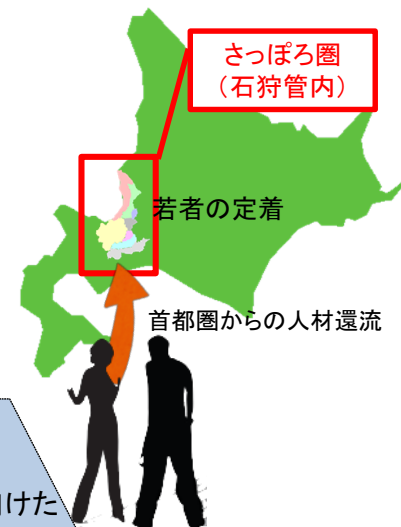 さっぽろ圏
（石狩管内）
若者の定着
首都圏からの人材還流
けた